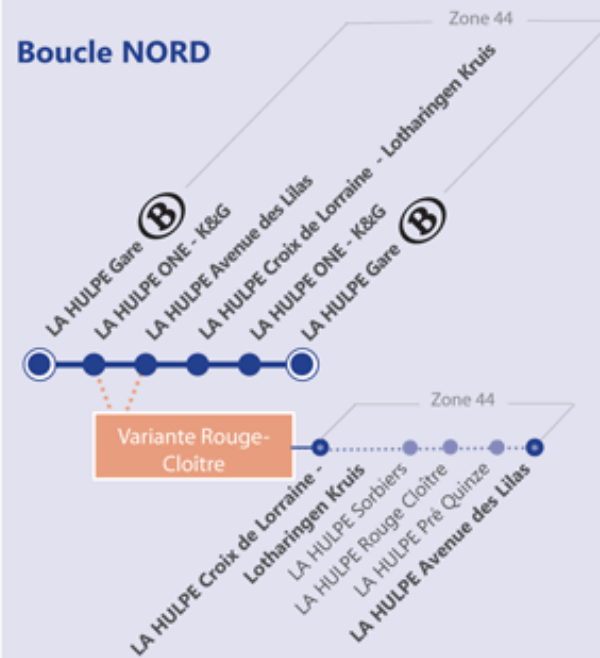 Zone 44
Boucle NORD
LA HULPE Gare B
LA HULPE ONE - K&G
LA HULPE Avenue des Lilas
LA HULPE Croix de Lorraine - Lotharingen Kruis
LA HULPE ONE - K&G
LA HULPE Gare B
Zone 44
Variante Rouge-
Cloître
LA HULPE Croix de Lorraine -
Lotharingen Kruis
LA HULPE Sorbiers
LA HULPE Rouge Cloître
LA HULPE Pré Quinze
LA HULPE Avenue des Lilas